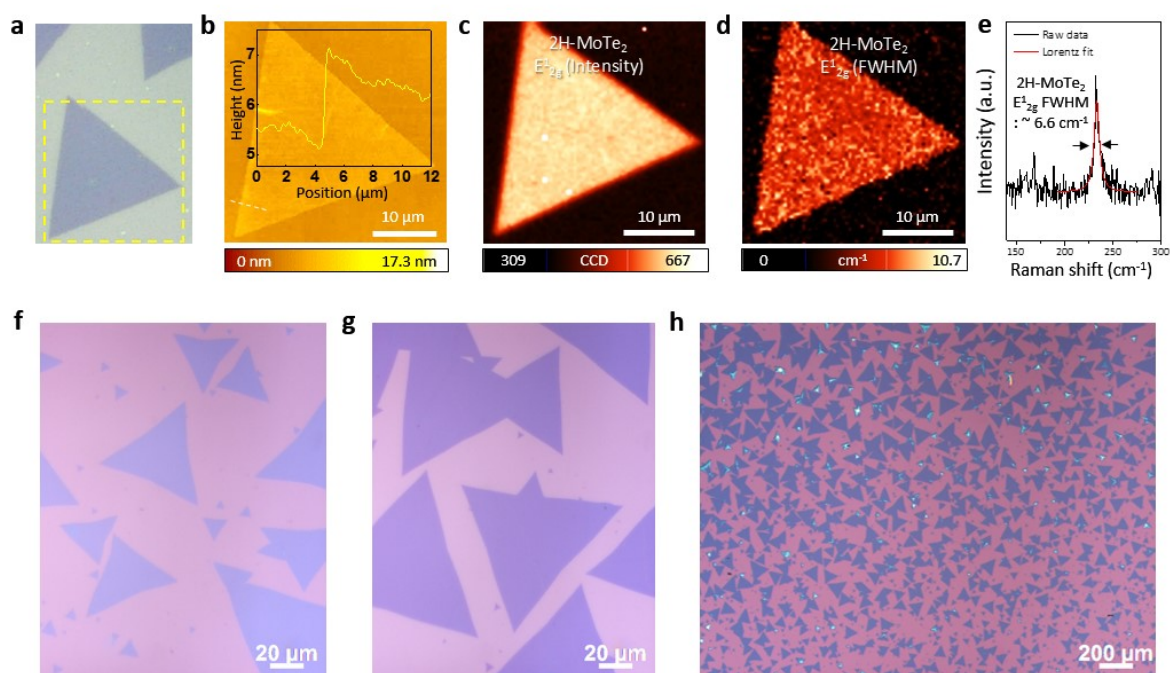 a
b
7
6
5
Height (nm)
0 2 4 6 8 10 12
Position (µm)
10 µm
0 nm 17.3 nm
c
2H-MoTe₂
E¹₂g (Intensity)
10 µm
309 CCD 667
d
2H-MoTe₂
E¹₂g (FWHM)
10 µm
0 cm⁻¹ 10.7
e
Raw data
Lorentz fit
2H-MoTe₂
E¹₂g FWHM
: ~ 6.6 cm⁻¹
Intensity (a.u.)
150 200 250 300
Raman shift (cm⁻¹)
f
20 µm
g
20 µm
h
200 µm